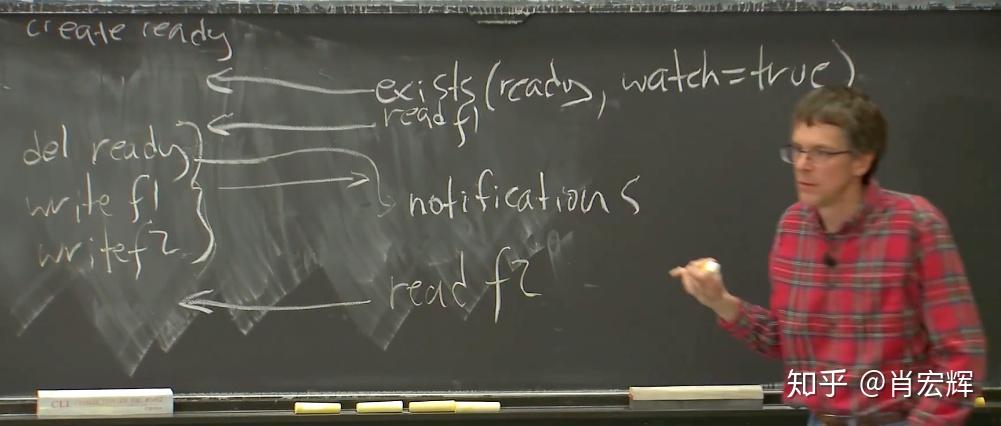 create ready
exists(ready, watch=true)
read f1
del ready
write f1
notifications
write f2
read f2
知乎 @肖宏辉